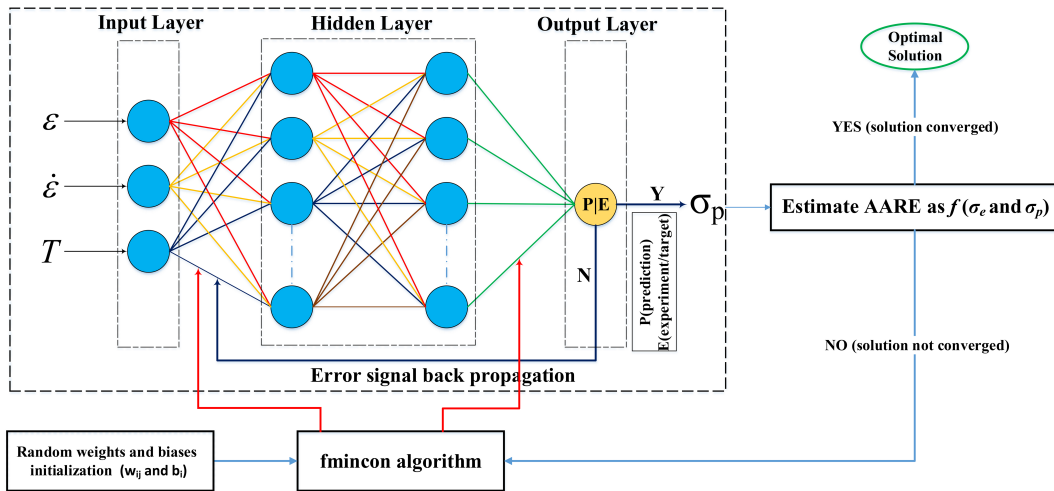 Input Layer
Hidden Layer
Output Layer
Optimal
Solution
ε
ε̇
T
P|E
Y
σp
N
P(prediction)
E(experiment/target)
YES (solution converged)
Estimate AARE as f (σe and σp)
NO (solution not converged)
Error signal back propagation
Random weights and biases
initialization (wij and bi)
fmincon algorithm